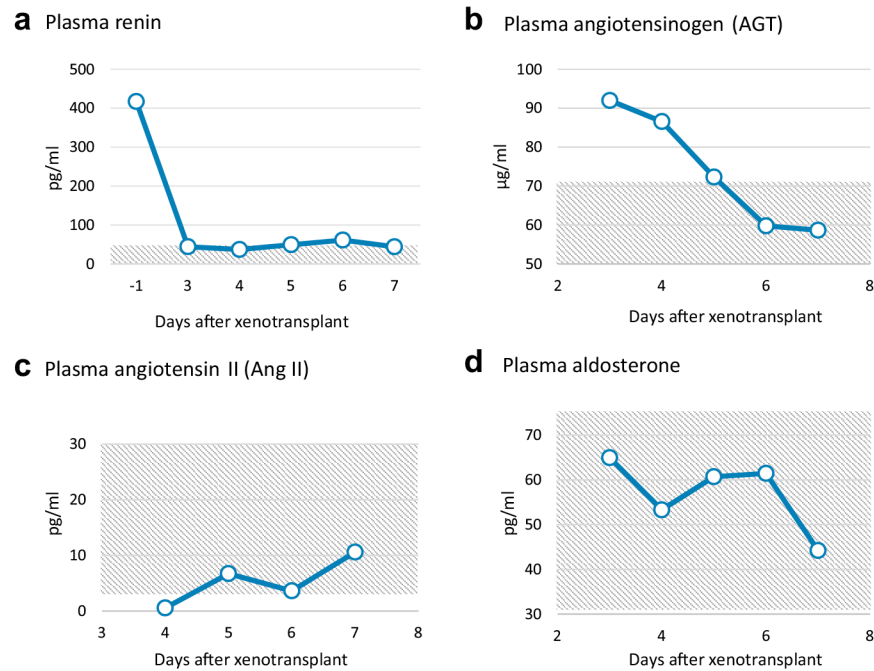 a Plasma renin
500
400
300
200
100
0
pg/ml
-1 3 4 5 6 7
Days after xenotransplant
b Plasma angiotensinogen (AGT)
100
90
80
70
60
50
µg/ml
2 4 6 8
Days after xenotransplant
c Plasma angiotensin II (Ang II)
30
20
10
0
pg/ml
3 4 5 6 7 8
Days after xenotransplant
d Plasma aldosterone
70
60
50
40
30
pg/ml
2 4 6 8
Days after xenotransplant